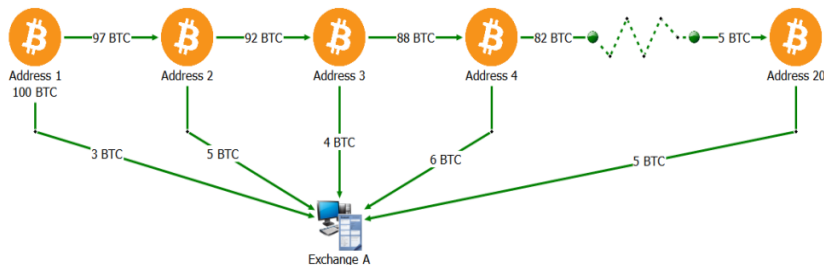 97 BTC
92 BTC
88 BTC
82 BTC
5 BTC
Address 1
Address 2
Address 3
Address 4
Address 20
100 BTC
3 BTC
5 BTC
4 BTC
6 BTC
5 BTC
Exchange A